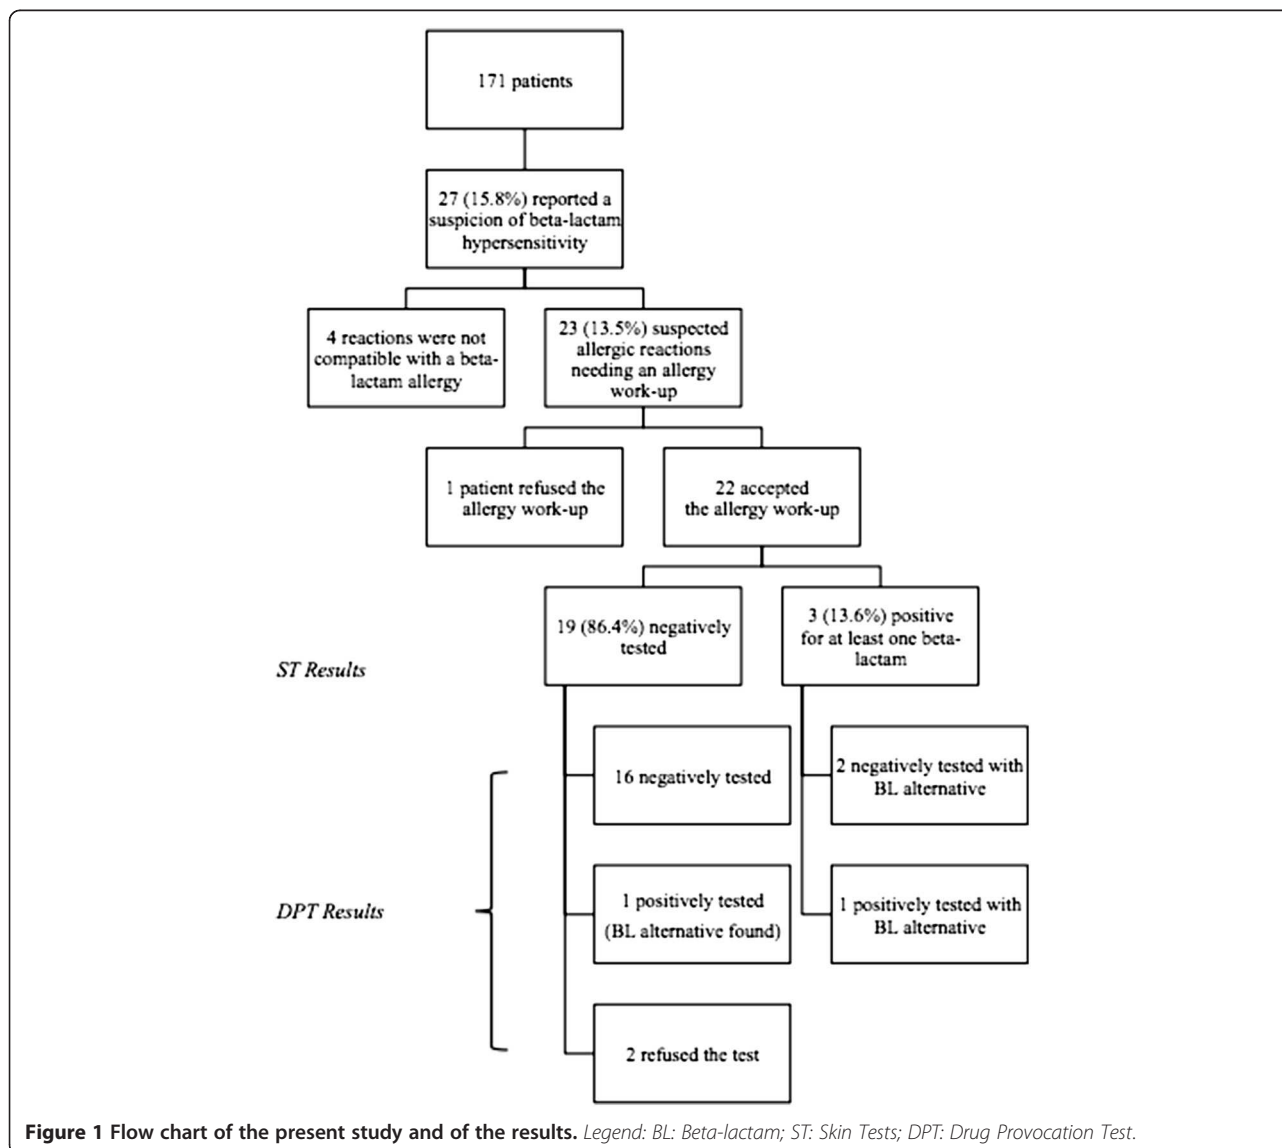 171 patients
27 (15.8%) reported a
suspicion of beta-lactam
hypersensitivity
4 reactions were not
compatible with a beta-
lactam allergy
23 (13.5%) suspected
allergic reactions
needing an allergy
work-up
1 patient refused the
allergy work-up
22 accepted
the allergy work-up
19 (86.4%) negatively
tested
3 (13.6%) positive
for at least one beta-
lactam
ST Results
16 negatively tested
2 negatively tested with
BL alternative
DPT Results
1 positively tested
(BL alternative found)
1 positively tested with
BL alternative
2 refused the test
Figure 1 Flow chart of the present study and of the results. Legend: BL: Beta-lactam; ST: Skin Tests; DPT: Drug Provocation Test.